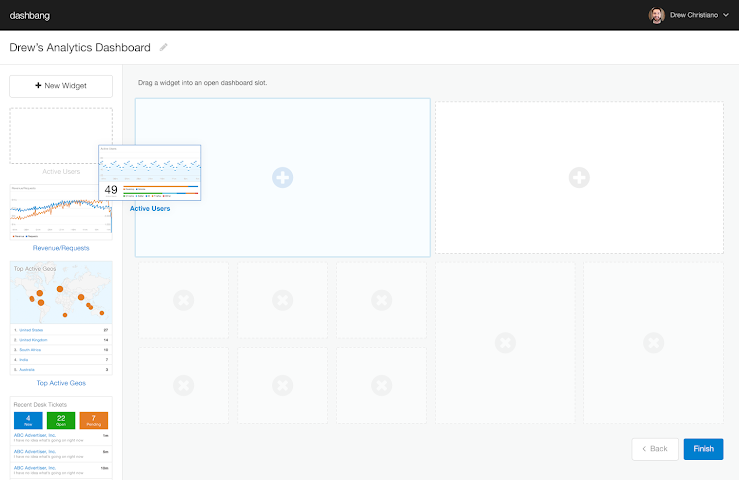 dashbang
Drew Christiano
Drew's Analytics Dashboard
New Widget
Drag a widget into an open dashboard slot.
Active Users
49
Active Users
Revenue/Requests
Revenue/Requests
Top Active Geos
1. United States 27
2. United Kingdom 14
3. South Africa 10
4. India 7
5. Australia 3
Top Active Geos
Recent Desk Tickets
4 22 7
New Open Pending
ABC Advertiser, Inc. 1m
I have no idea what's going on right now
ABC Advertiser, Inc. 5m
I have no idea what's going on right now
ABC Advertiser, Inc. 10m
I have no idea what's going on right now
Back
Finish